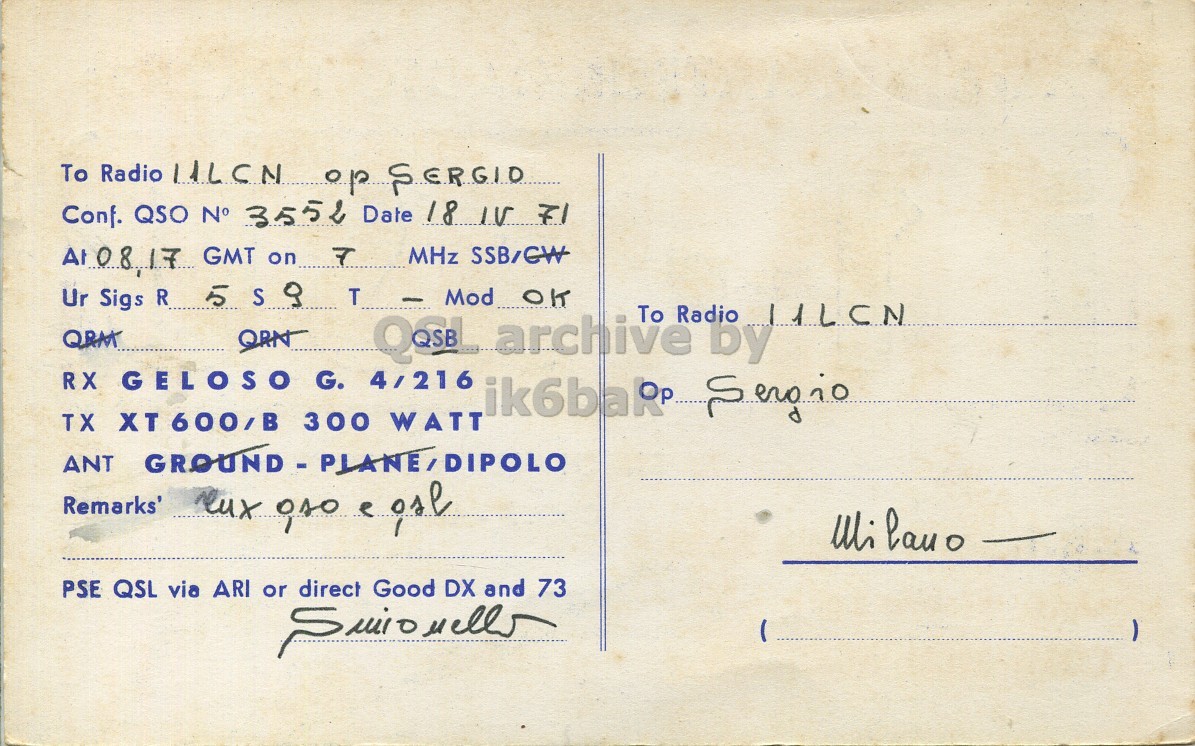 To Radio I1LCN op SERGIO
Conf. QSO Nº 3552 Date 18 IV 71
At 08,17 GMT on 7 MHz SSB/CW
Ur Sigs R 5 S 9 T - Mod OK
QRM QRN QSB
RX GELOSO G. 4/216
TX XT 600/B 300 WATT
ANT GROUND - PLANE/DIPOLO
Remarks' qso e qsl
PSE QSL via ARI or direct Good DX and 73
To Radio I1LCN
Op Sergio
Milano —
( )
QSL archive by
ik6bak